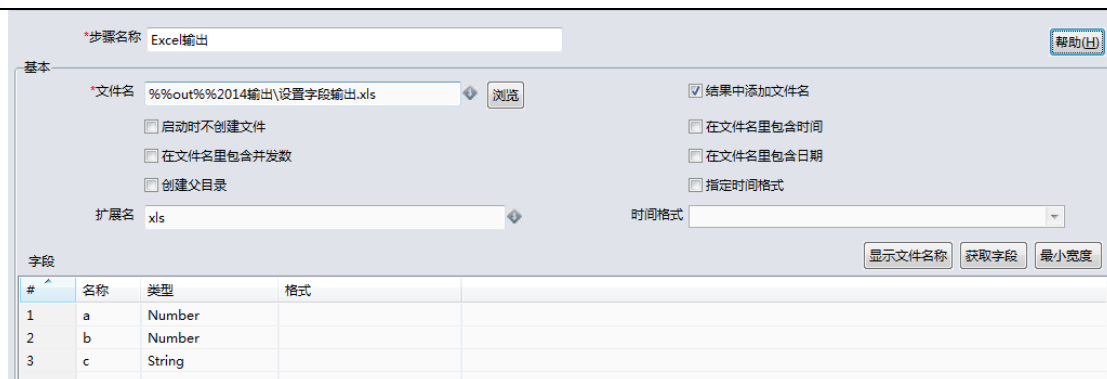 *步骤名称 Excel输出 帮助(H)
基本
*文件名 %%out%%2014输出\设置字段输出.xls 浏览 结果中添加文件名
启动时不创建文件 在文件名里包含时间
在文件名里包含并发数 在文件名里包含日期
创建父目录 指定时间格式
扩展名 xls 时间格式
显示文件名称 获取字段 最小宽度
字段
# 名称 类型 格式
1 a Number
2 b Number
3 c String